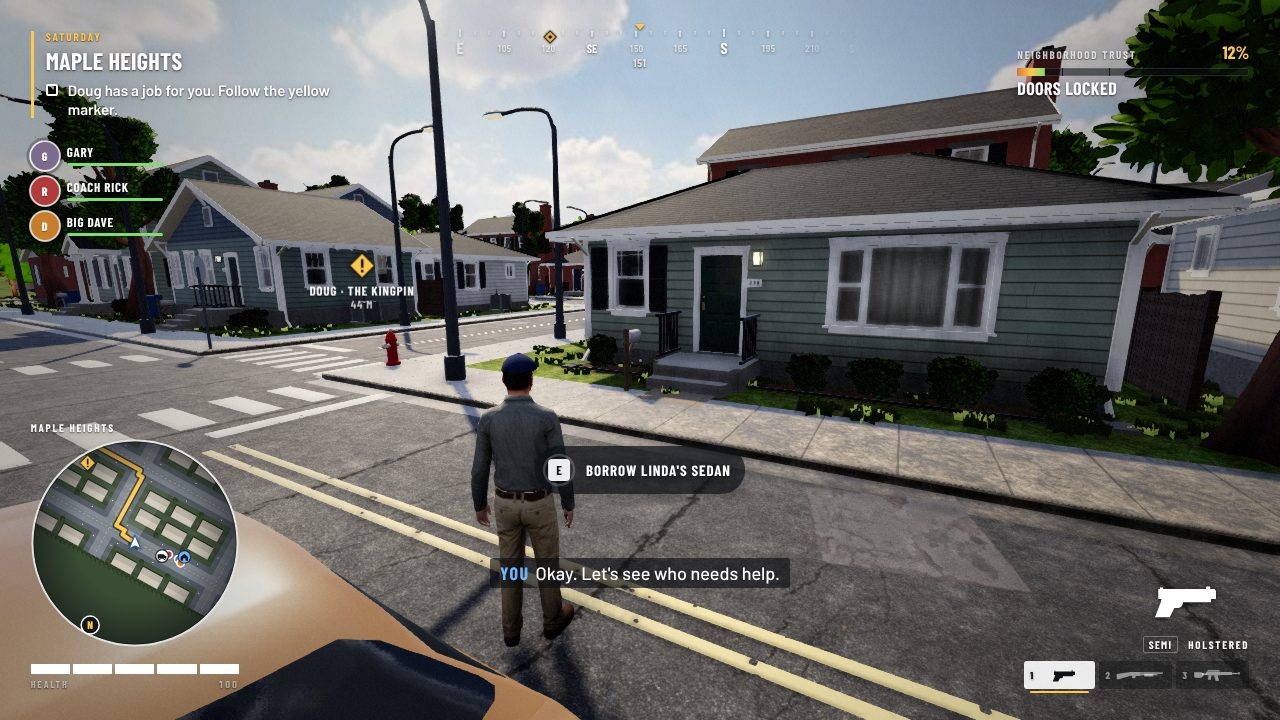 SATURDAY
MAPLE HEIGHTS
Doug has a job for you. Follow the yellow
marker.
G GARY
R COACH RICK
D BIG DAVE
E 105 120 SE 150 165 S 195 210 S
151
NEIGHBORHOOD TRUST 12%
DOORS LOCKED
DOUG · THE KINGPIN
44 M
E BORROW LINDA'S SEDAN
YOU Okay. Let's see who needs help.
MAPLE HEIGHTS
N
HEALTH 100
SEMI HOLSTERED
1 2 3